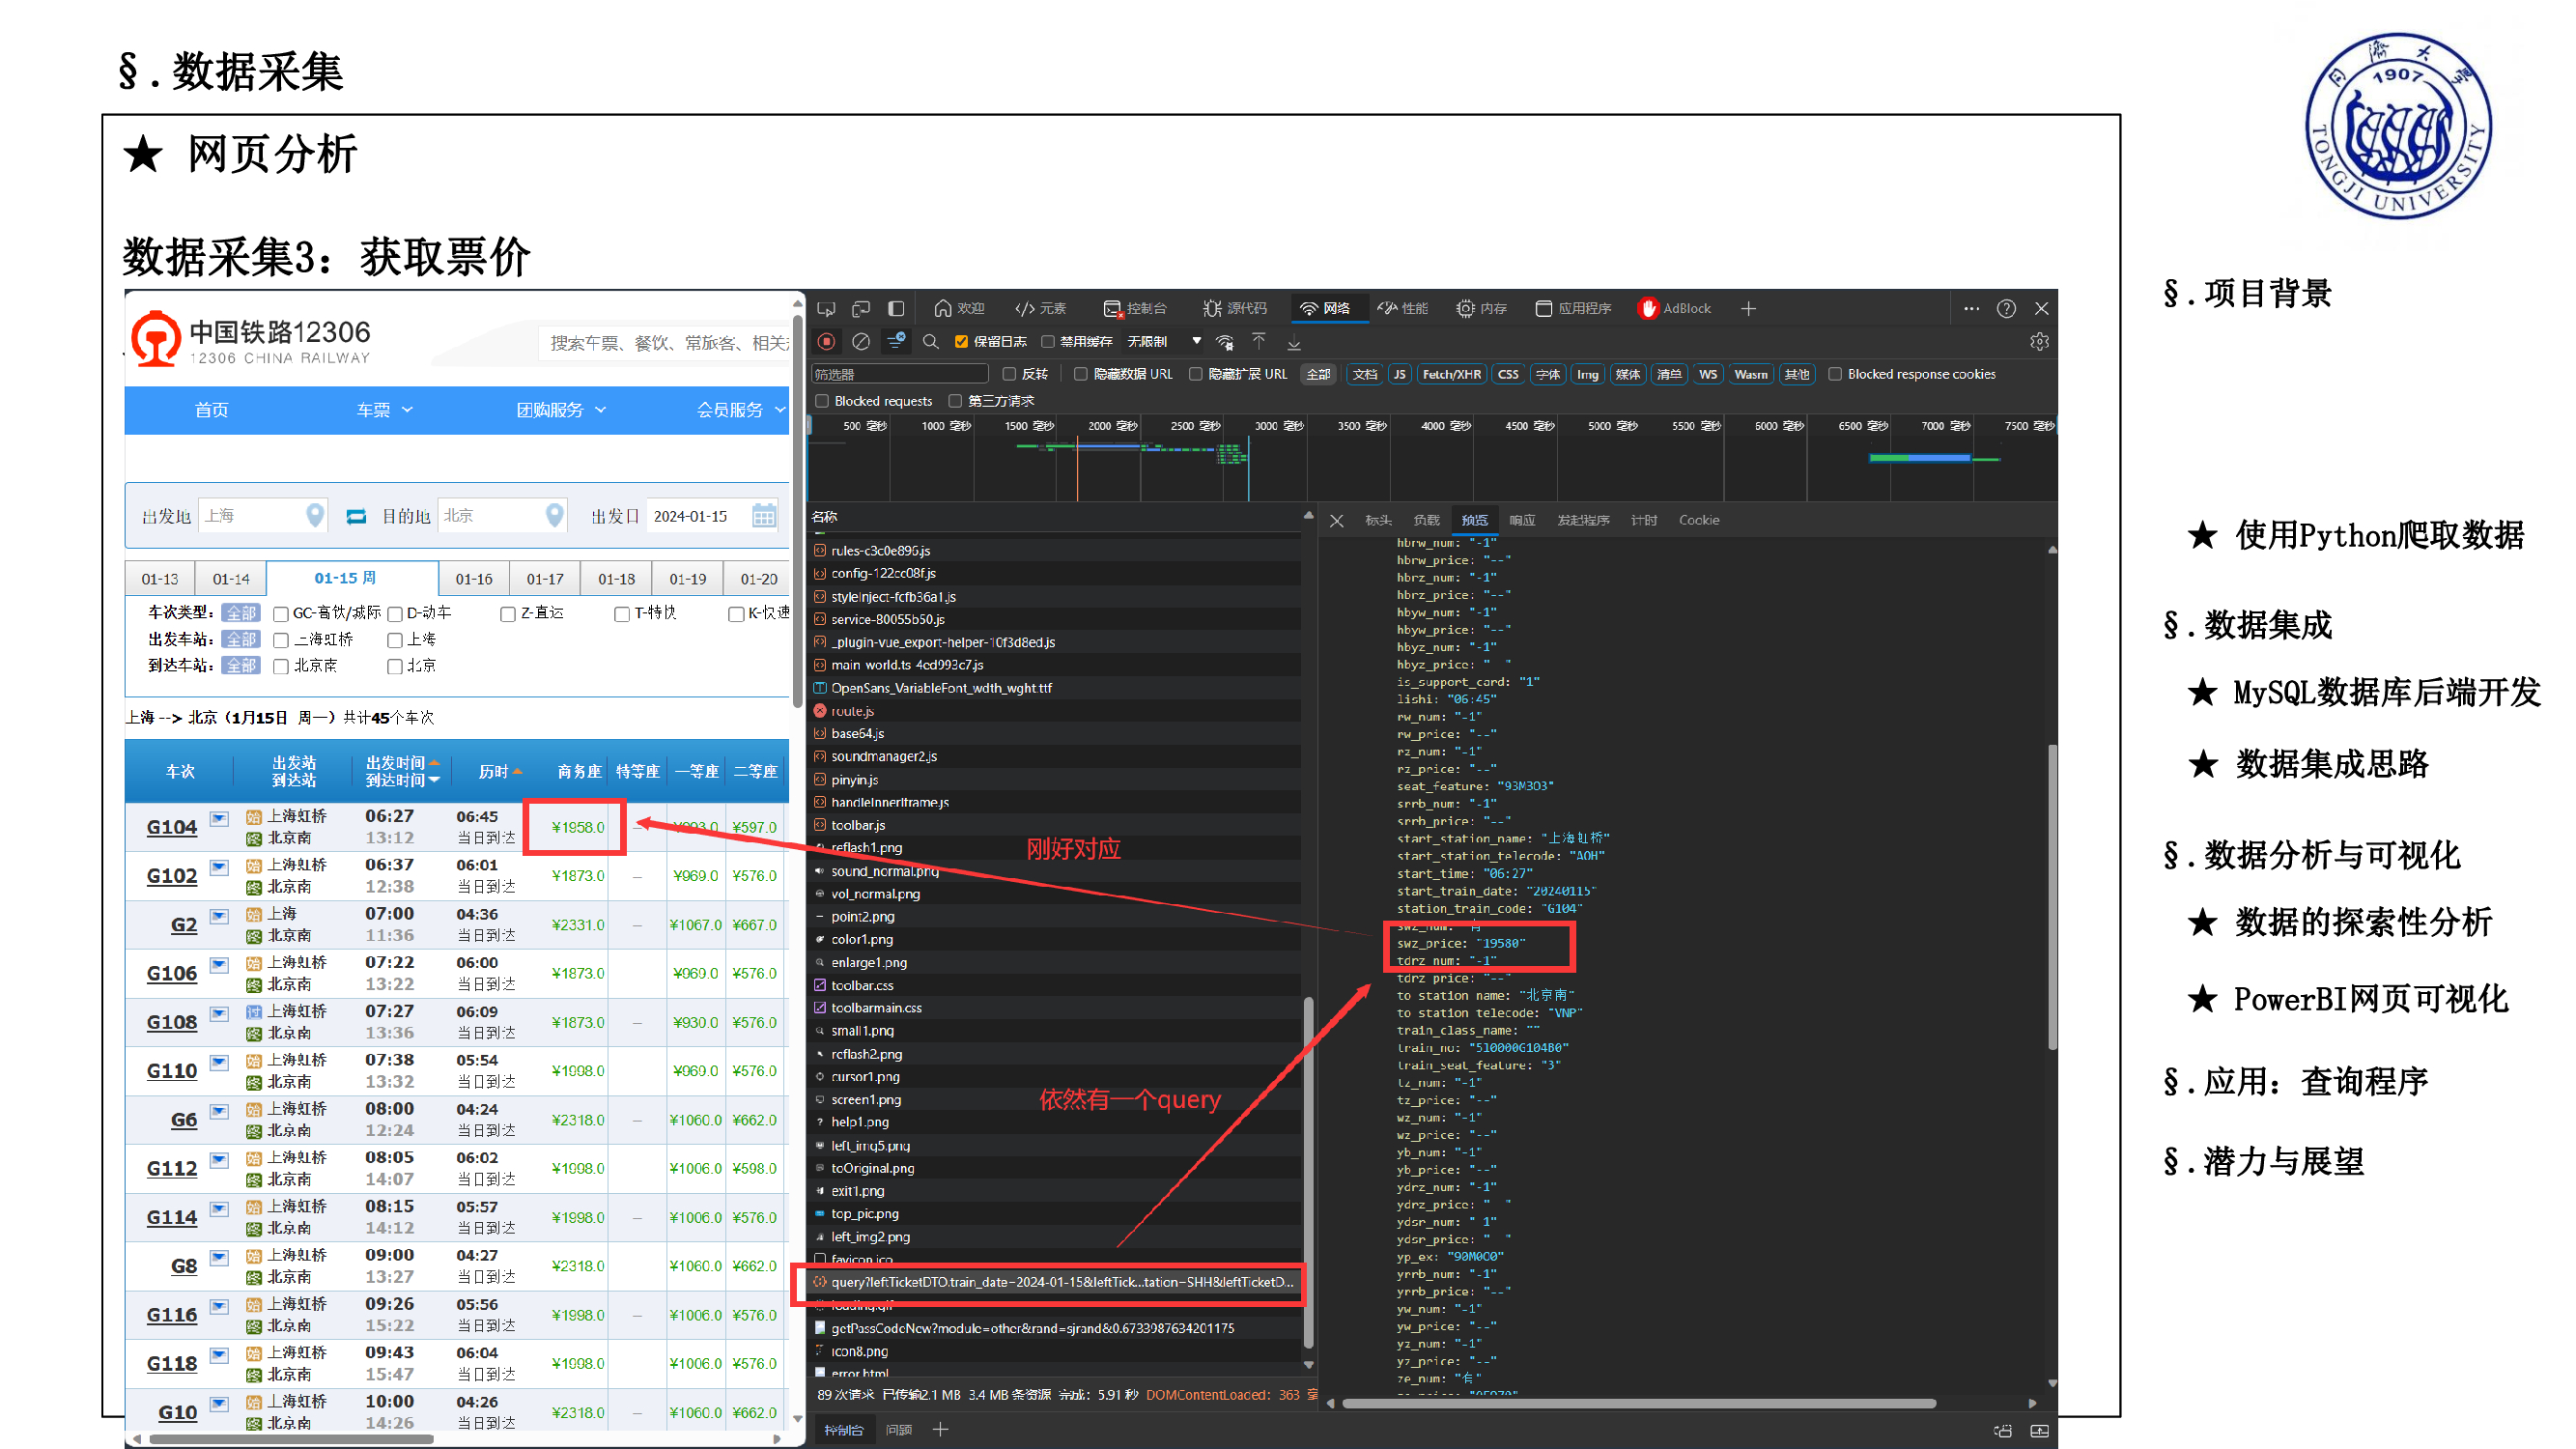 §.数据采集
★ 网页分析
数据采集3：获取票价
中国铁路12306
12306 CHINA RAILWAY
搜索车票、餐饮、常旅客、相关
首页
车票
团购服务
会员服务
出发地
上海
目的地
北京
出发日
2024-01-15
01-13
01-14
01-15 周
01-16
01-17
01-18
01-19
01-20
车次类型：
全部
GC-高铁/城际
D-动车
Z-直达
T-特快
K-快速
出发车站：
全部
上海虹桥
上海
到达车站：
全部
北京南
北京
上海 --> 北京（1月15日 周一）共计45个车次
车次
出发站
到达站
出发时间
到达时间
历时
商务座
特等座
一等座
二等座
G104
始 上海虹桥
终 北京南
06:27
13:12
06:45
当日到达
¥1958.0
--
¥993.0
¥597.0
G102
始 上海虹桥
终 北京南
06:37
12:38
06:01
当日到达
¥1873.0
--
¥969.0
¥576.0
G2
始 上海
终 北京南
07:00
11:36
04:36
当日到达
¥2331.0
--
¥1067.0
¥667.0
G106
始 上海虹桥
终 北京南
07:22
13:22
06:00
当日到达
¥1873.0
--
¥969.0
¥576.0
G108
过 上海虹桥
终 北京南
07:27
13:36
06:09
当日到达
¥1873.0
--
¥930.0
¥576.0
G110
始 上海虹桥
终 北京南
07:38
13:32
05:54
当日到达
¥1998.0
--
¥969.0
¥576.0
G6
始 上海虹桥
终 北京南
08:00
12:24
04:24
当日到达
¥2318.0
--
¥1060.0
¥662.0
G112
始 上海虹桥
终 北京南
08:05
14:07
06:02
当日到达
¥1998.0
--
¥1006.0
¥598.0
G114
始 上海虹桥
终 北京南
08:15
14:12
05:57
当日到达
¥1998.0
--
¥1006.0
¥576.0
G8
始 上海虹桥
终 北京南
09:00
13:27
04:27
当日到达
¥2318.0
¥1060.0
¥662.0
G116
始 上海虹桥
终 北京南
09:26
15:22
05:56
当日到达
¥1998.0
--
¥1006.0
¥576.0
G118
始 上海虹桥
终 北京南
09:43
15:47
06:04
当日到达
¥1998.0
--
¥1006.0
¥576.0
G10
始 上海虹桥
终 北京南
10:00
14:26
04:26
当日到达
¥2318.0
--
¥1060.0
¥662.0
欢迎
元素
控制台
源代码
网络
性能
内存
应用程序
AdBlock
保留日志
禁用缓存
无限制
筛选器
反转
隐藏数据 URL
隐藏扩展 URL
全部
文档
JS
Fetch/XHR
CSS
字体
Img
媒体
清单
WS
Wasm
其他
Blocked response cookies
Blocked requests
第三方请求
500 毫秒
1000 毫秒
1500 毫秒
2000 毫秒
2500 毫秒
3000 毫秒
3500 毫秒
4000 毫秒
4500 毫秒
5000 毫秒
5500 毫秒
6000 毫秒
6500 毫秒
7000 毫秒
7500 毫秒
名称
rules-c3c0e896.js
config-122cc08f.js
styleInject-fcfb36a1.js
service-80055b50.js
_plugin-vue_export-helper-10f3d8ed.js
main-world.ts-4ed993c7.js
OpenSans_VariableFont_wdth_wght.ttf
route.js
base64.js
soundmanager2.js
pinyin.js
handleInnerIframe.js
toolbar.js
reflash1.png
sound_normal.png
vol_normal.png
point2.png
color1.png
enlarge1.png
toolbar.css
toolbarmain.css
small1.png
reflash2.png
cursor1.png
screen1.png
help1.png
left_img5.png
toOriginal.png
exit1.png
top_pic.png
left_img2.png
favicon.ico
query?leftTicketDTO.train_date=2024-01-15&leftTick...tation=SHH&leftTicketD...
loading.gif
getPassCodeNew?module=other&rand=sjrand&0.6733987634201175
icon8.png
error.html
89 次请求 已传输2.1 MB 3.4 MB 条资源 完成：5.91 秒 DOMContentLoaded：363 毫
控制台
问题
刚好对应
依然有一个query
标头
负载
预览
响应
发起程序
计时
Cookie
hbrw_num: "-1"
hbrw_price: "--"
hbrz_num: "-1"
hbrz_price: "--"
hbyw_num: "-1"
hbyw_price: "--"
hbyz_num: "-1"
hbyz_price: "--"
is_support_card: "1"
lishi: "06:45"
rw_num: "-1"
rw_price: "--"
rz_num: "-1"
rz_price: "--"
seat_feature: "93M3O3"
srrb_num: "-1"
srrb_price: "--"
start_station_name: "上海虹桥"
start_station_telecode: "AOH"
start_time: "06:27"
start_train_date: "20240115"
station_train_code: "G104"
swz_num: "有"
swz_price: "19580"
tdrz_num: "-1"
tdrz_price: "--"
to_station_name: "北京南"
to_station_telecode: "VNP"
train_class_name: ""
train_no: "510000G104B0"
train_seat_feature: "3"
tz_num: "-1"
tz_price: "--"
wz_num: "-1"
wz_price: "--"
yb_num: "-1"
yb_price: "--"
ydrz_num: "-1"
ydrz_price: "--"
ydsr_num: "-1"
ydsr_price: "--"
yp_ex: "90M0O0"
yrrb_num: "-1"
yrrb_price: "--"
yw_num: "-1"
yw_price: "--"
yz_num: "-1"
yz_price: "--"
ze_num: "有"
同济大学
1907
TONGJI UNIVERSITY
§.项目背景
★ 使用Python爬取数据
§.数据集成
★ MySQL数据库后端开发
★ 数据集成思路
§.数据分析与可视化
★ 数据的探索性分析
★ PowerBI网页可视化
§.应用：查询程序
§.潜力与展望